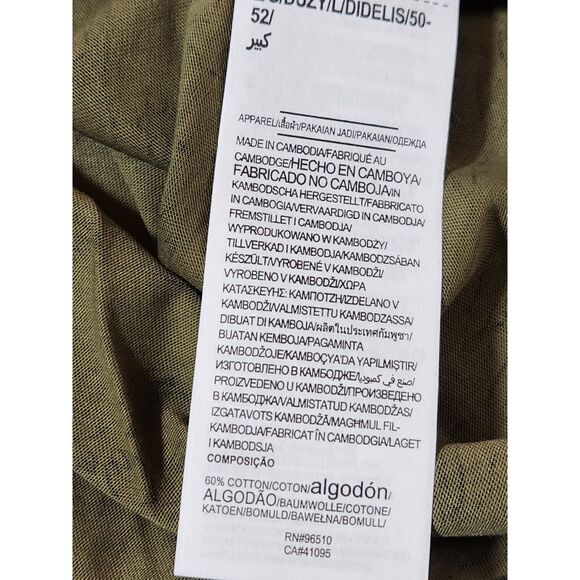 DUŻY/L/DIDELIS/50-
52/
كبير
APPAREL/เสื้อผ้า/PAKAIAN JADI/PAKAIAN/ОДЕЖДА
MADE IN CAMBODIA/FABRIQUÉ AU
CAMBODGE/HECHO EN CAMBOYA/
FABRICADO NO CAMBOJA/IN
KAMBODSCHA HERGESTELLT/FABBRICATO
IN CAMBOGIA/VERVAARDIGD IN CAMBODJA/
FREMSTILLET I CAMBODJA/
WYPRODUKOWANO W KAMBODŻY/
TILLVERKAD I KAMBODJA/KAMBODZSÁBAN
KÉSZÜLT/VYROBENÉ V KAMBODŽI/
VYROBENO V KAMBODŽI/ΧΩΡΑ
ΚΑΤΑΣΚΕΥΗΣ: ΚΑΜΠΟΤΖΗ/IZDELANO V
KAMBODŽI/VALMISTETTU KAMBODZASSA/
DIBUAT DI KAMBOJA/ผลิตในประเทศกัมพูชา/
BUATAN KEMBOJA/PAGAMINTA
KAMBODŽOJE/KAMBOÇYA'DA YAPILMIŞTIR/
ИЗГОТОВЛЕНО В КАМБОДЖЕ/صنع في كمبوديا/
PROIZVEDENO U KAMBODŽI/ПРОИЗВЕДЕНО
В КАМБОДЖА/VALMISTATUD KAMBODŽAS/
IZGATAVOTS KAMBODŽĀ/MAGHMUL FIL-
KAMBODJA/FABRICAT ÎN CAMBODGIA/LAGET
I KAMBODSJA
COMPOSIÇÃO
60% COTTON/COTON/algodón/
ALGODÃO/BAUMWOLLE/COTONE/
KATOEN/BOMULD/BAWEŁNA/BOMULL/
RN#96510
CA#41095